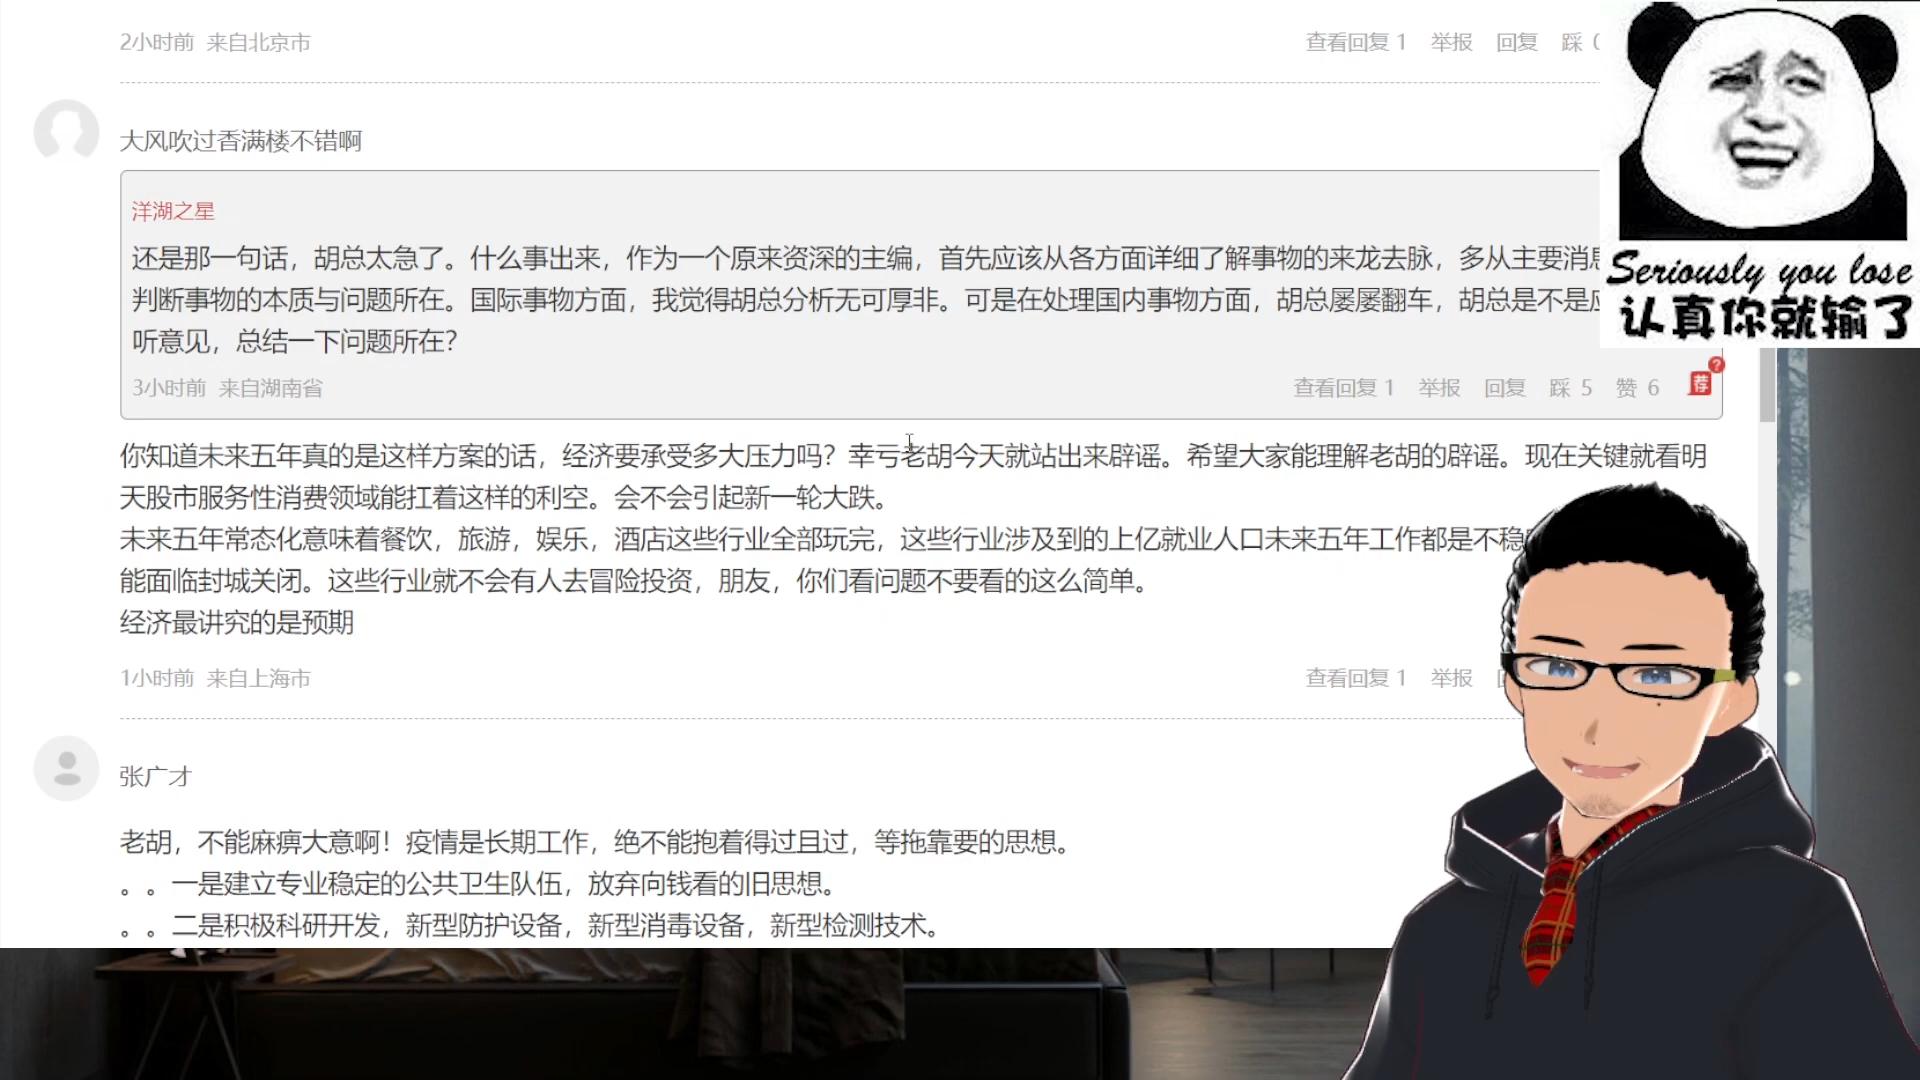 2小时前 来自北京市
查看回复 1 举报 回复 踩 0
大风吹过香满楼不错啊
洋湖之星
还是那一句话，胡总太急了。什么事出来，作为一个原来资深的主编，首先应该从各方面详细了解事物的来龙去脉，多从主要消息
判断事物的本质与问题所在。国际事物方面，我觉得胡总分析无可厚非。可是在处理国内事物方面，胡总屡屡翻车，胡总是不是应
听意见，总结一下问题所在？
3小时前 来自湖南省
查看回复 1 举报 回复 踩 5 赞 6 荐 ?
你知道未来五年真的是这样方案的话，经济要承受多大压力吗？幸亏老胡今天就站出来辟谣。希望大家能理解老胡的辟谣。现在关键就看明
天股市服务性消费领域能扛着这样的利空。会不会引起新一轮大跌。
未来五年常态化意味着餐饮，旅游，娱乐，酒店这些行业全部玩完，这些行业涉及到的上亿就业人口未来五年工作都是不稳
能面临封城关闭。这些行业就不会有人去冒险投资，朋友，你们看问题不要看的这么简单。
经济最讲究的是预期
1小时前 来自上海市
查看回复 1 举报
张广才
老胡，不能麻痹大意啊！疫情是长期工作，绝不能抱着得过且过，等拖靠要的思想。
。。一是建立专业稳定的公共卫生队伍，放弃向钱看的旧思想。
。。二是积极科研开发，新型防护设备，新型消毒设备，新型检测技术。
Seriously you lose
认真你就输了